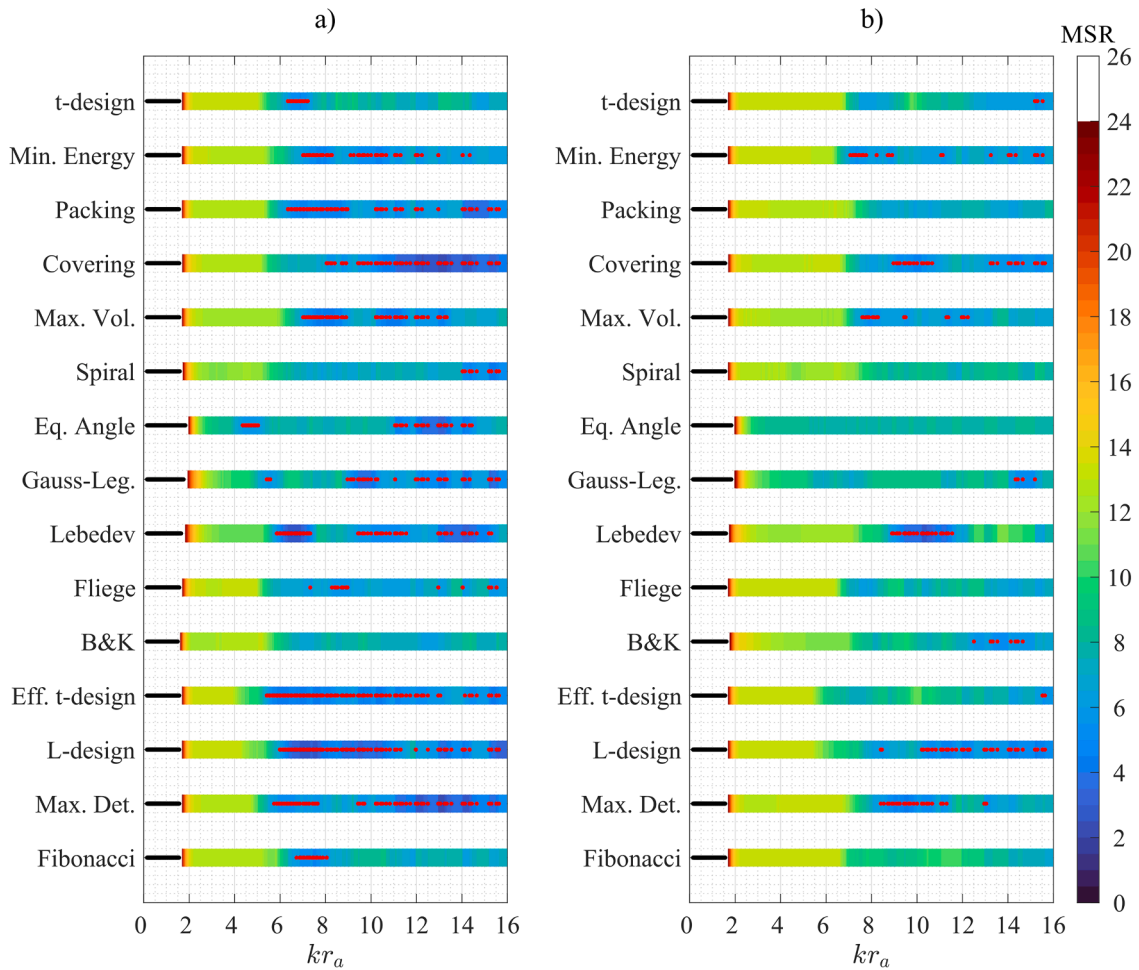 a)
b)
MSR
t-design
Min. Energy
Packing
Covering
Max. Vol.
Spiral
Eq. Angle
Gauss-Leg.
Lebedev
Fliege
B&K
Eff. t-design
L-design
Max. Det.
Fibonacci
0 2 4 6 8 10 12 14 16
kr_a
t-design
Min. Energy
Packing
Covering
Max. Vol.
Spiral
Eq. Angle
Gauss-Leg.
Lebedev
Fliege
B&K
Eff. t-design
L-design
Max. Det.
Fibonacci
0 2 4 6 8 10 12 14 16
kr_a
26
24
22
20
18
16
14
12
10
8
6
4
2
0